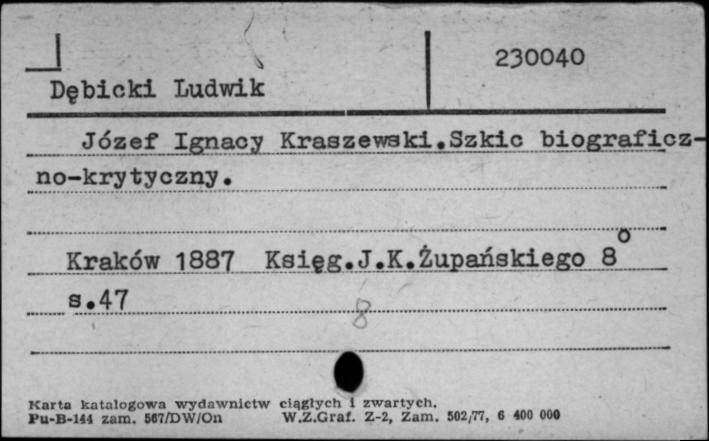 230040
Dębicki Ludwik
Józef Ignacy Kraszewski.Szkic biograficz-
no-krytyczny.
Kraków 1887 Księg.J.K.Żupańskiego 8°
s.47
8
Karta katalogowa wydawnictw ciągłych i zwartych.
Pu-B-144 zam. 567/DW/On W.Z.Graf. Z-2, Zam. 502/77, 6 400 000